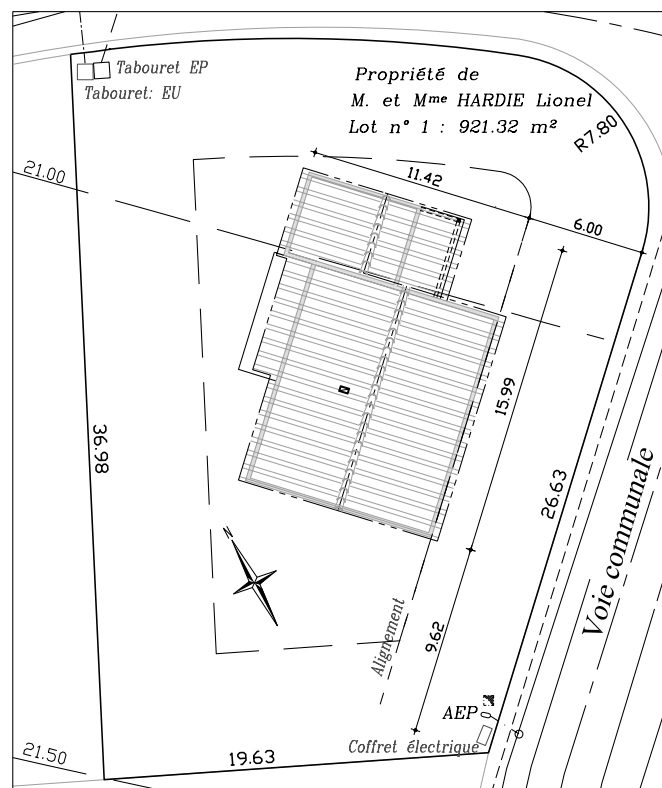 Tabouret EP
Tabouret: EU
Propriété de
M. et Mme HARDIE Lionel
Lot n° 1 : 921.32 m²
R7.80
21.00
11.42
6.00
15.99
36.98
26.63
Voie communale
N
Alignement
9.62
AEP
Coffret électrique
21.50
19.63